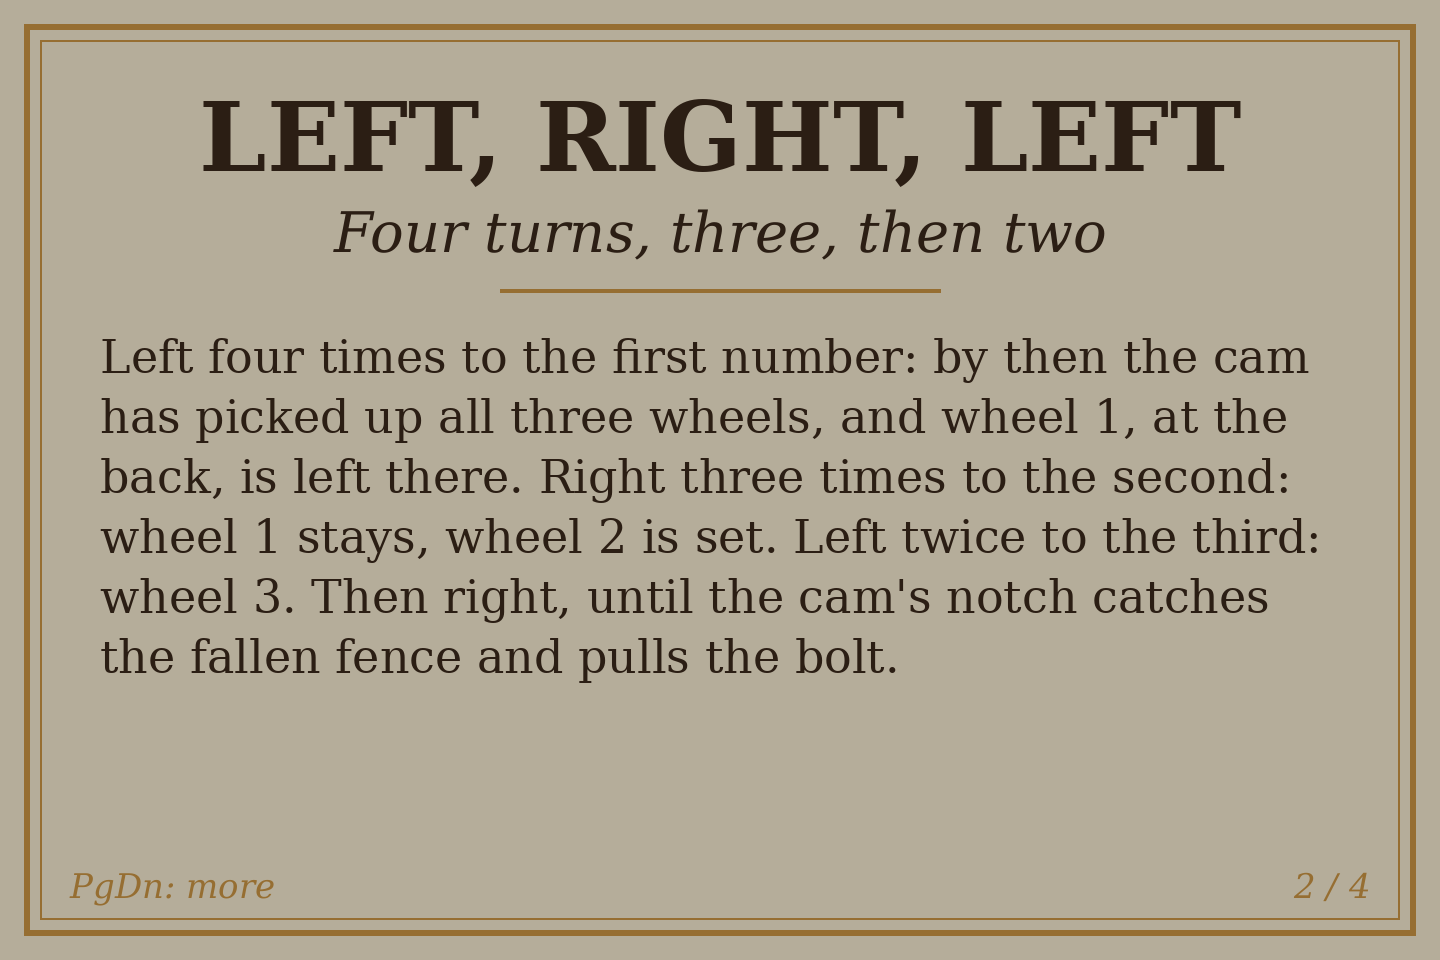 LEFT, RIGHT, LEFT
Four turns, three, then two
Left four times to the first number: by then the cam
has picked up all three wheels, and wheel 1, at the
back, is left there. Right three times to the second:
wheel 1 stays, wheel 2 is set. Left twice to the third:
wheel 3. Then right, until the cam's notch catches
the fallen fence and pulls the bolt.
PgDn: more
2 / 4